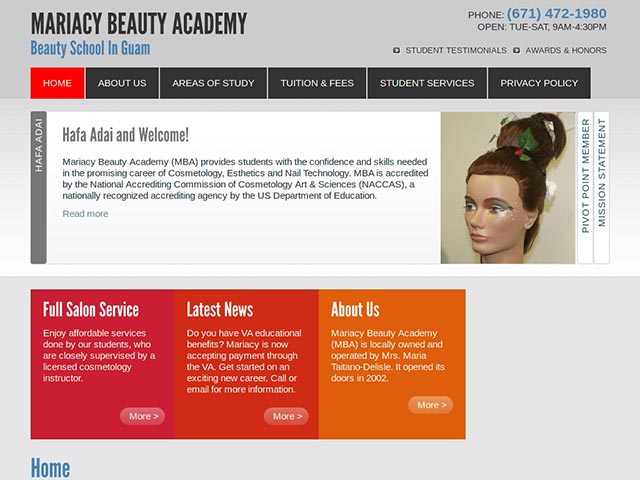 MARIACY BEAUTY ACADEMY
Beauty School In Guam
PHONE: (671) 472-1980
OPEN: TUE-SAT, 9AM-4:30PM
STUDENT TESTIMONIALS AWARDS & HONORS
HOME ABOUT US AREAS OF STUDY TUITION & FEES STUDENT SERVICES PRIVACY POLICY
HAFA ADAI
Hafa Adai and Welcome!
Mariacy Beauty Academy (MBA) provides students with the confidence and skills needed
in the promising career of Cosmetology, Esthetics and Nail Technology. MBA is accredited
by the National Accrediting Commission of Cosmetology Art & Sciences (NACCAS), a
nationally recognized accrediting agency by the US Department of Education.
Read more
PIVOT POINT MEMBER
MISSION STATEMENT
Full Salon Service
Enjoy affordable services
done by our students, who
are closely supervised by a
licensed cosmetology
instructor.
More >
Latest News
Do you have VA educational
benefits? Mariacy is now
accepting payment through
the VA. Get started on an
exciting new career. Call or
email for more information.
More >
About Us
Mariacy Beauty Academy
(MBA) is locally owned and
operated by Mrs. Maria
Taitano-Delisle. It opened its
doors in 2002.
More >
Home